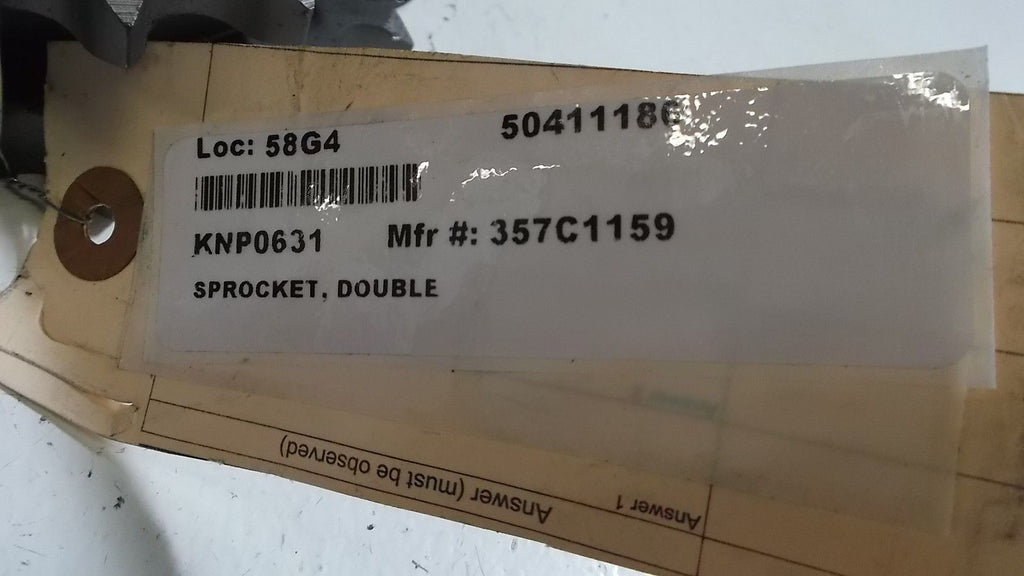 Loc: 58G4
50411186
KNP0631
Mfr #: 357C1159
SPROCKET, DOUBLE
Answer (must be observed)
Answer 1